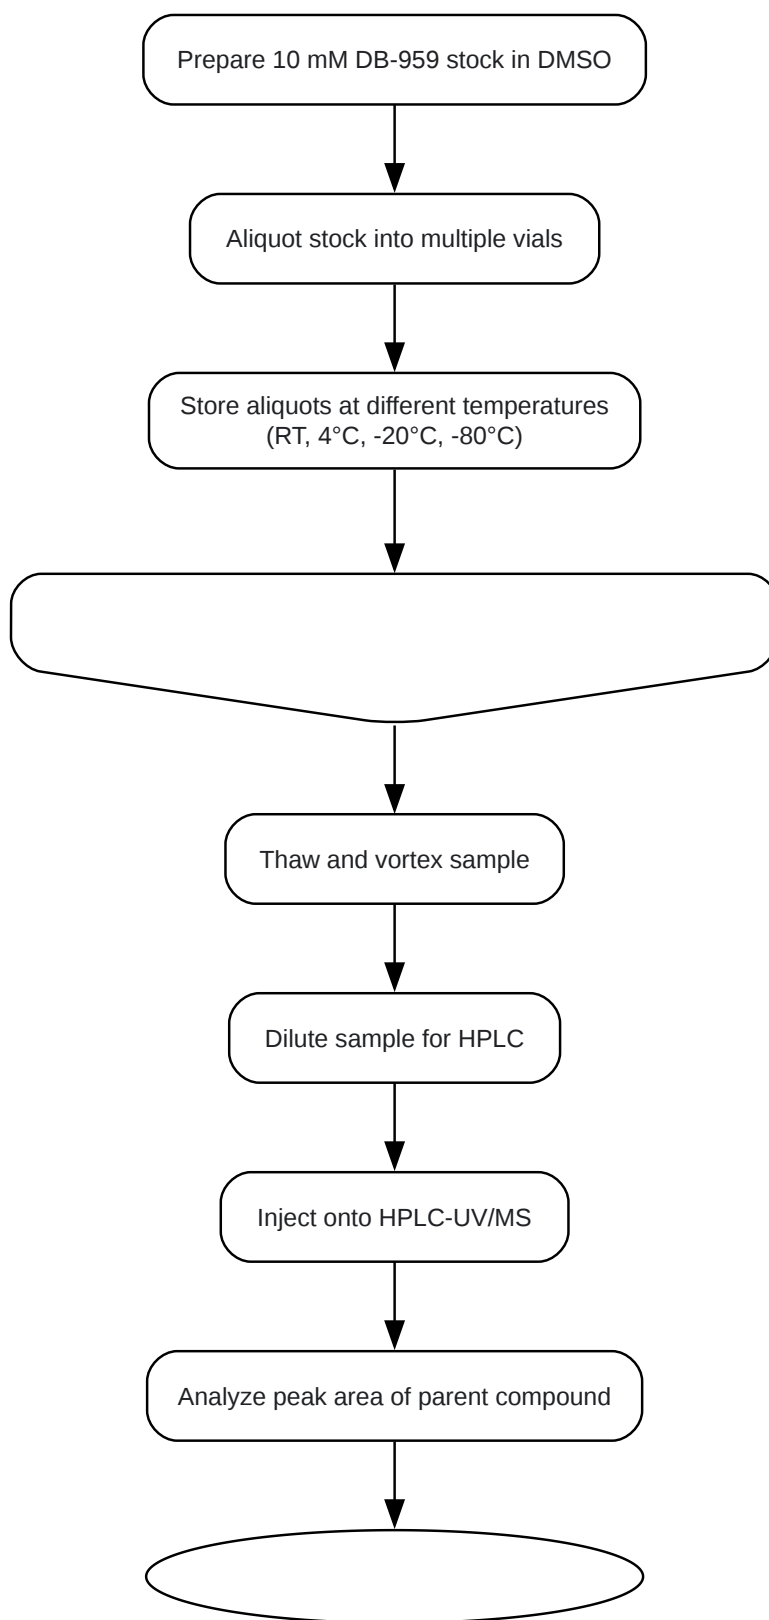 Prepare 10 mM DB-959 stock in DMSO
Aliquot stock into multiple vials
Store aliquots at different temperatures
(RT, 4°C, -20°C, -80°C)
Thaw and vortex sample
Dilute sample for HPLC
Inject onto HPLC-UV/MS
Analyze peak area of parent compound